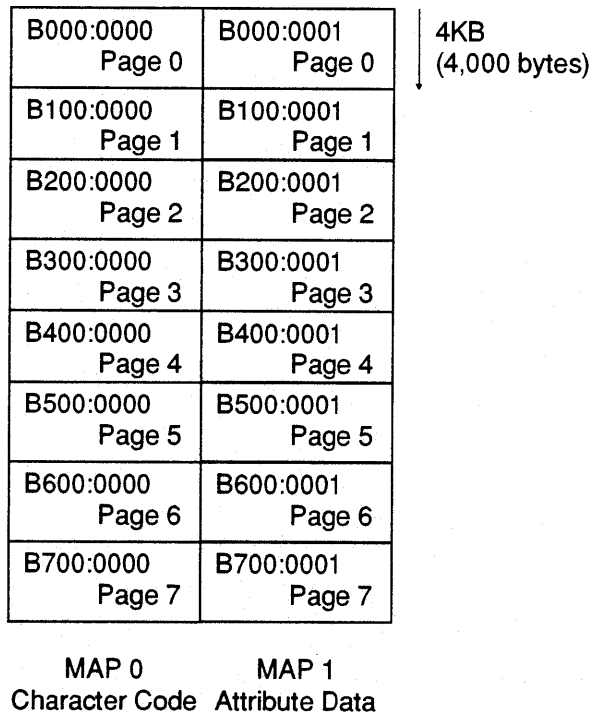 B000:0000 B000:0001 4KB
Page 0 Page 0 (4,000 bytes)
B100:0000 B100:0001
Page 1 Page 1
B200:0000 B200:0001
Page 2 Page 2
B300:0000 B300:0001
Page 3 Page 3
B400:0000 B400:0001
Page 4 Page 4
B500:0000 B500:0001
Page 5 Page 5
B600:0000 B600:0001
Page 6 Page 6
B700:0000 B700:0001
Page 7 Page 7
MAP 0 MAP 1
Character Code Attribute Data